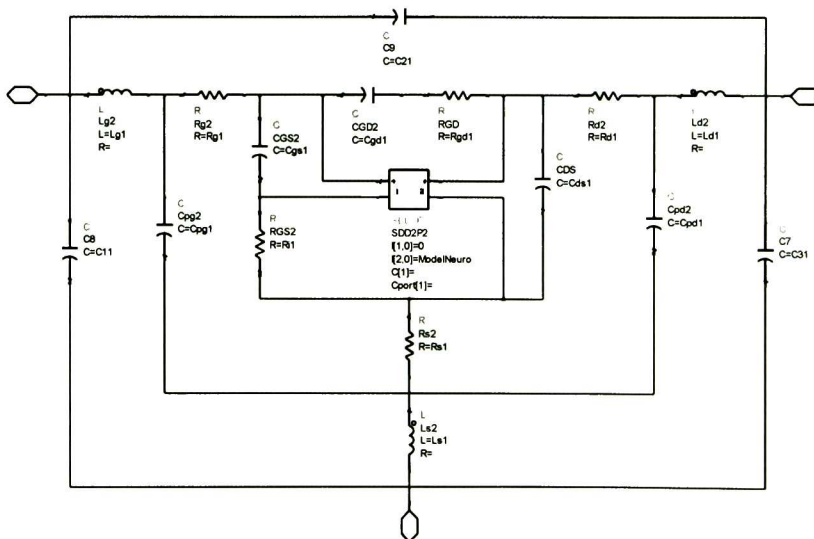 C
C9
C=C21
L
Lg2
L=Lg1
R=
R
Rg2
R=Rg1
C
CGD2
C=Cgd1
R
RGD
R=Rgd1
R
Rd2
R=Rd1
L
Ld2
L=Ld1
R=
C
CGS2
C=Cgs1
1
2
C
CDS
C=Cds1
C
Cpg2
C=Cpg1
R
RGS2
R=Ri1
SDD2P2
I[1,0]=0
I[2,0]=ModelNeuro
C[1]=
Cport[1]=
C
Cpd2
C=Cpd1
C
C8
C=C11
C
C7
C=C31
R
Rs2
R=Rs1
L
Ls2
L=Ls1
R=